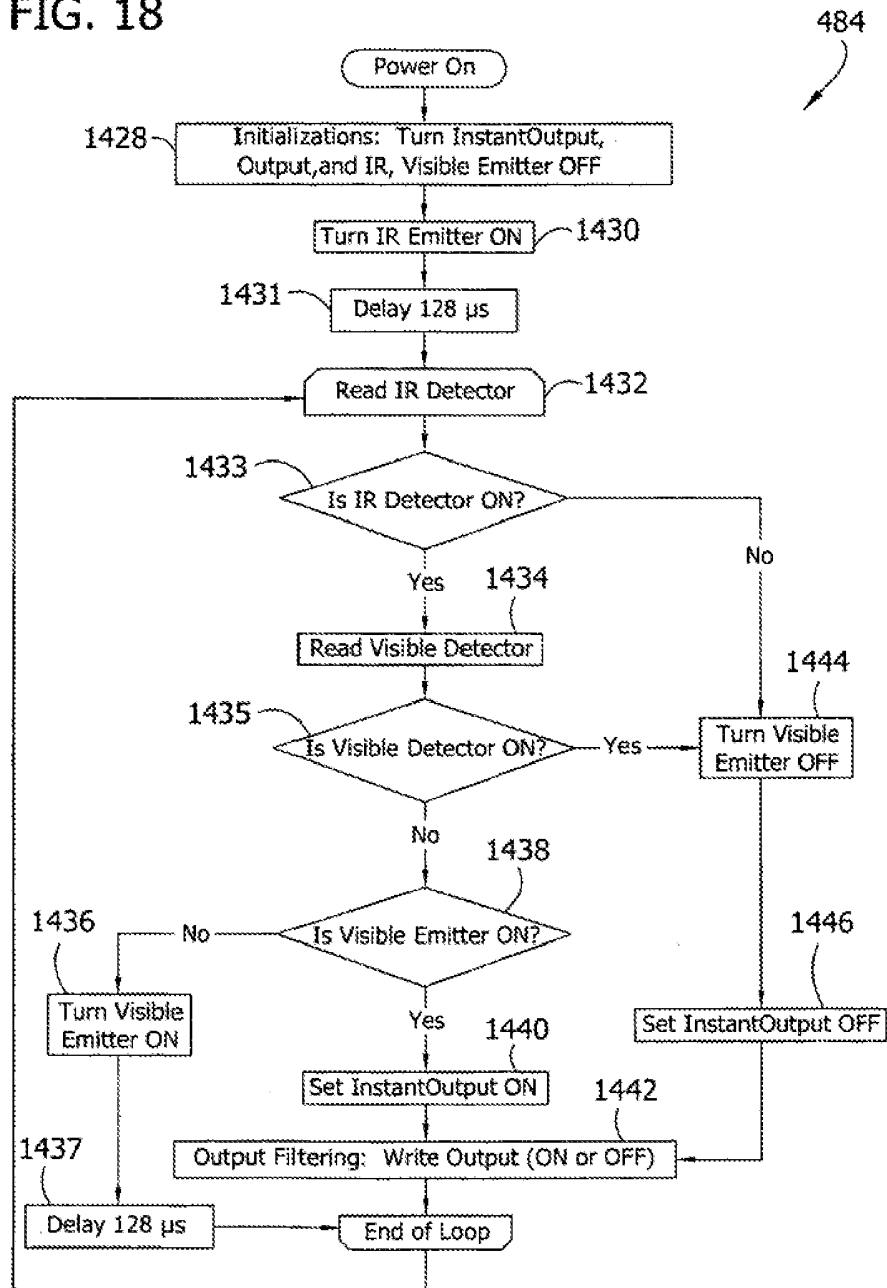 FIG. 18
484
Power On
1428
Initializations: Turn InstantOutput,
Output,and IR, Visible Emitter OFF
Turn IR Emitter ON
1430
1431
Delay 128 µs
Read IR Detector
1432
1433
Is IR Detector ON?
No
Yes
1434
Read Visible Detector
1444
1435
Is Visible Detector ON?
Yes
Turn Visible
Emitter OFF
No
1438
1436
No
Is Visible Emitter ON?
1446
Turn Visible
Emitter ON
Yes
1440
Set InstantOutput OFF
Set InstantOutput ON
1442
Output Filtering: Write Output (ON or OFF)
1437
Delay 128 µs
End of Loop